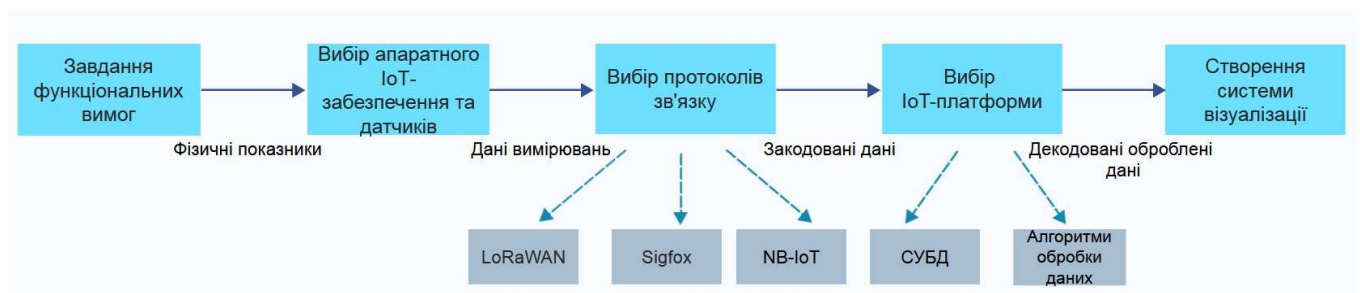 Завдання
функціональних
вимог
Вибір апаратного
IoT-
забезпечення та
датчиків
Вибір протоколів
зв'язку
Вибір
IoT-платформи
Створення
системи
візуалізації
Фізичні показники
Дані вимірювань
Закодовані дані
Декодовані оброблені
дані
LoRaWAN
Sigfox
NB-IoT
СУБД
Алгоритми
обробки
даних